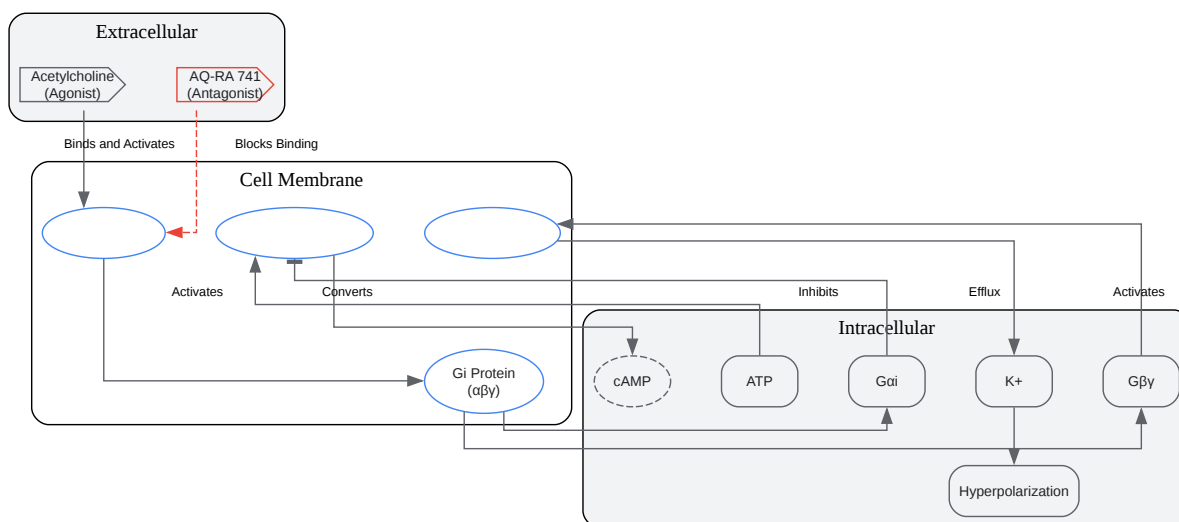 Extracellular
Acetylcholine
(Agonist)
AQ-RA 741
(Antagonist)
Binds and Activates
Blocks Binding
Cell Membrane
Activates
Converts
Inhibits
Efflux
Activates
Intracellular
Gi Protein
(αβγ)
cAMP
ATP
Gαi
K+
Gβγ
Hyperpolarization